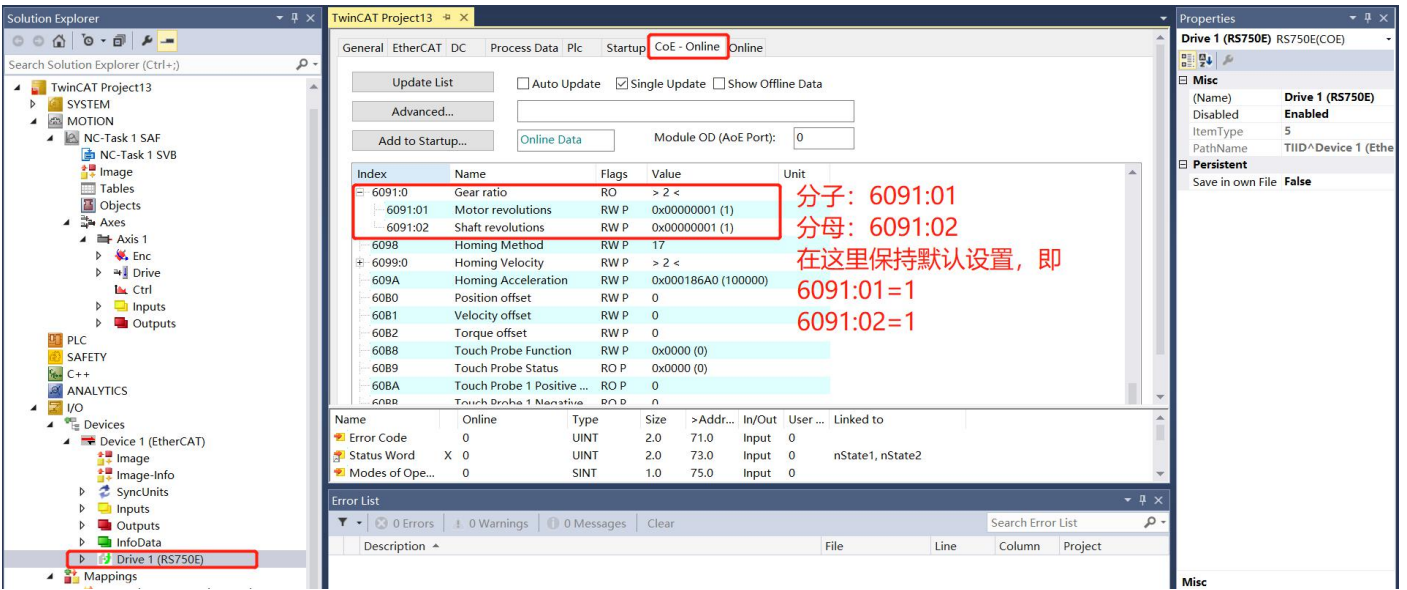 Solution Explorer
Search Solution Explorer (Ctrl+;)
TwinCAT Project13
SYSTEM
MOTION
NC-Task 1 SAF
NC-Task 1 SVB
Image
Tables
Objects
Axes
Axis 1
Enc
Drive
Ctrl
Inputs
Outputs
PLC
SAFETY
C++
ANALYTICS
I/O
Devices
Device 1 (EtherCAT)
Image
Image-Info
SyncUnits
Inputs
Outputs
InfoData
Drive 1 (RS750E)
Mappings
TwinCAT Project13
General EtherCAT DC Process Data Plc Startup CoE - Online Online
Update List Auto Update Single Update Show Offline Data
Advanced...
Add to Startup... Online Data Module OD (AoE Port): 0
Index Name Flags Value Unit
6091:0 Gear ratio RO > 2 <
6091:01 Motor revolutions RW P 0x00000001 (1)
6091:02 Shaft revolutions RW P 0x00000001 (1)
6098 Homing Method RW P 17
6099:0 Homing Velocity RW P > 2 <
609A Homing Acceleration RW P 0x000186A0 (100000)
60B0 Position offset RW P 0
60B1 Velocity offset RW P 0
60B2 Torque offset RW P 0
60B8 Touch Probe Function RW P 0x0000 (0)
60B9 Touch Probe Status RO P 0x0000 (0)
60BA Touch Probe 1 Positive ... RO P 0
60BB Touch Probe 1 Negative RO P 0
分子：6091:01
分母：6091:02
在这里保持默认设置，即
6091:01=1
6091:02=1
Name Online Type Size >Addr... In/Out User ... Linked to
Error Code 0 UINT 2.0 71.0 Input 0
Status Word X 0 UINT 2.0 73.0 Input 0 nState1, nState2
Modes of Ope... 0 SINT 1.0 75.0 Input 0
Error List
0 Errors 0 Warnings 0 Messages Clear Search Error List
Description File Line Column Project
Properties
Drive 1 (RS750E) RS750E(COE)
Misc
(Name) Drive 1 (RS750E)
Disabled Enabled
ItemType 5
PathName TIID^Device 1 (Ethe
Persistent
Save in own File False
Misc